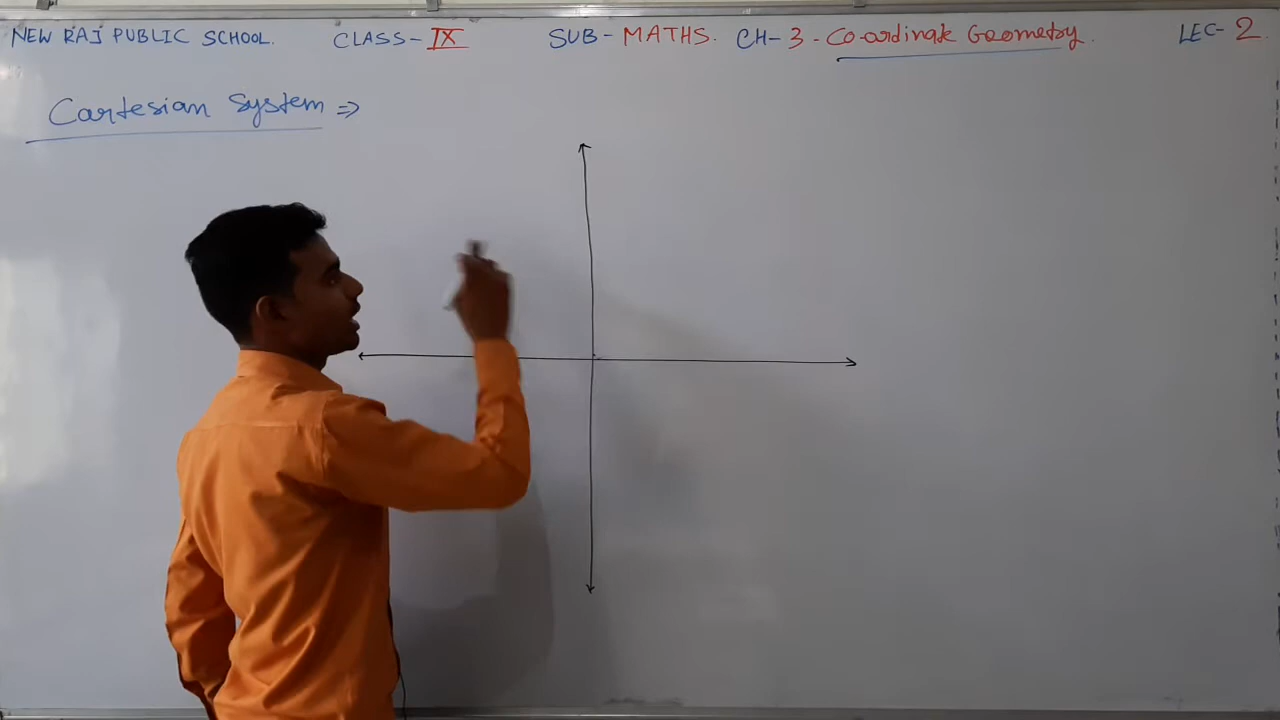 NEW RAJ PUBLIC SCHOOL. CLASS-IX SUB- MATHS. CH-3-Co-ordinate Geometry. LEC-2.
Cartesian System ⇒